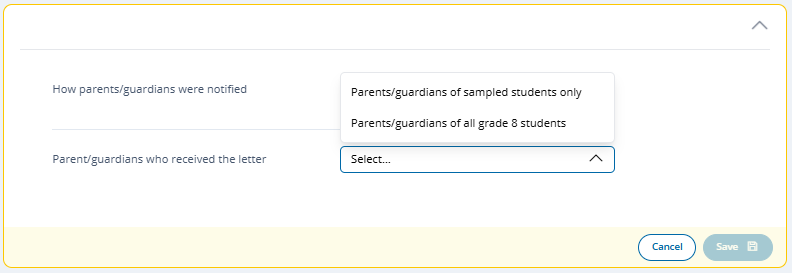 How parents/guardians were notified
Parents/guardians of sampled students only
Parents/guardians of all grade 8 students
Parent/guardians who received the letter
Select...
Cancel
Save